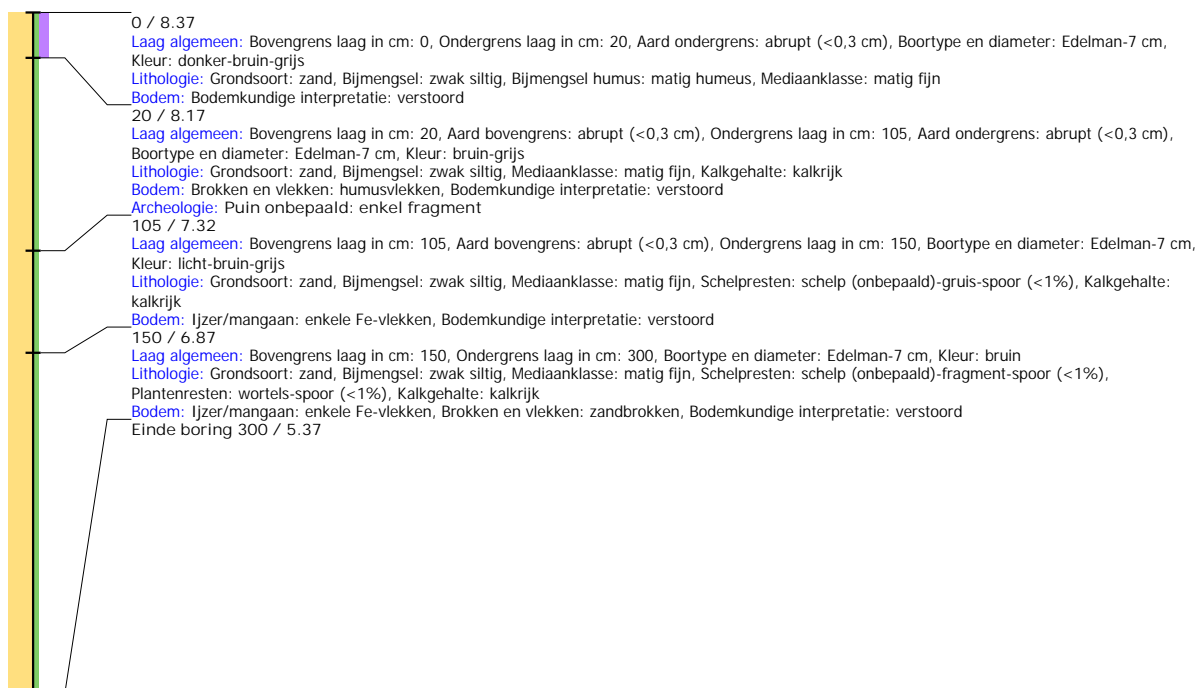 0 / 8.37
Laag algemeen: Bovengrens laag in cm: 0, Ondergrens laag in cm: 20, Aard ondergrens: abrupt (<0,3 cm), Boortype en diameter: Edelman-7 cm,
Kleur: donker-bruin-grijs
Lithologie: Grondsoort: zand, Bijmengsel: zwak siltig, Bijmengsel humus: matig humeus, Mediaanklasse: matig fijn
Bodem: Bodemkundige interpretatie: verstoord
20 / 8.17
Laag algemeen: Bovengrens laag in cm: 20, Aard bovengrens: abrupt (<0,3 cm), Ondergrens laag in cm: 105, Aard ondergrens: abrupt (<0,3 cm),
Boortype en diameter: Edelman-7 cm, Kleur: bruin-grijs
Lithologie: Grondsoort: zand, Bijmengsel: zwak siltig, Mediaanklasse: matig fijn, Kalkgehalte: kalkrijk
Bodem: Brokken en vlekken: humusvlekken, Bodemkundige interpretatie: verstoord
Archeologie: Puin onbepaald: enkel fragment
105 / 7.32
Laag algemeen: Bovengrens laag in cm: 105, Aard bovengrens: abrupt (<0,3 cm), Ondergrens laag in cm: 150, Boortype en diameter: Edelman-7 cm,
Kleur: licht-bruin-grijs
Lithologie: Grondsoort: zand, Bijmengsel: zwak siltig, Mediaanklasse: matig fijn, Schelpresten: schelp (onbepaald)-gruis-spoor (<1%), Kalkgehalte:
kalkrijk
Bodem: Ijzer/mangaan: enkele Fe-vlekken, Bodemkundige interpretatie: verstoord
150 / 6.87
Laag algemeen: Bovengrens laag in cm: 150, Ondergrens laag in cm: 300, Boortype en diameter: Edelman-7 cm, Kleur: bruin
Lithologie: Grondsoort: zand, Bijmengsel: zwak siltig, Mediaanklasse: matig fijn, Schelpresten: schelp (onbepaald)-fragment-spoor (<1%),
Plantenresten: wortels-spoor (<1%), Kalkgehalte: kalkrijk
Bodem: Ijzer/mangaan: enkele Fe-vlekken, Brokken en vlekken: zandbrokken, Bodemkundige interpretatie: verstoord
Einde boring 300 / 5.37